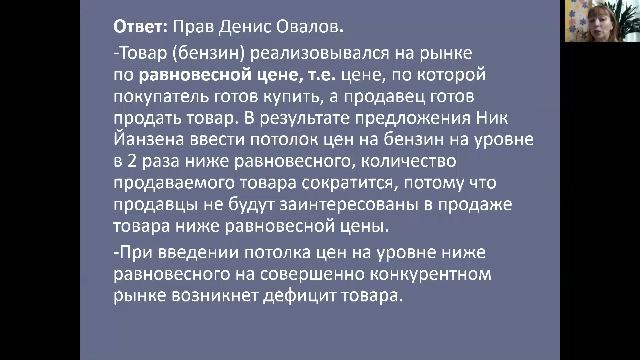 Ответ: Прав Денис Овалов.
-Товар (бензин) реализовывался на рынке
по равновесной цене, т.е. цене, по которой
покупатель готов купить, а продавец готов
продать товар. В результате предложения Ник
Йанзена ввести потолок цен на бензин на уровне
в 2 раза ниже равновесного, количество
продаваемого товара сократится, потому что
продавцы не будут заинтересованы в продаже
товара ниже равновесной цены.
-При введении потолка цен на уровне ниже
равновесного на совершенно конкурентном
рынке возникнет дефицит товара.